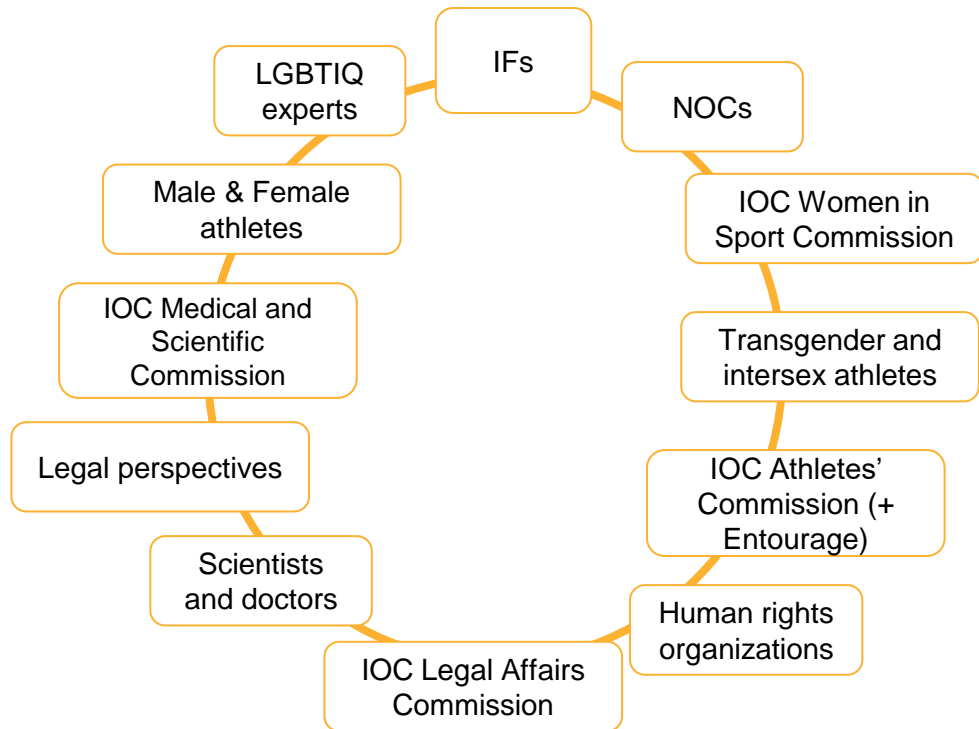 IFs
NOCs
IOC Women in
Sport Commission
Transgender and
intersex athletes
IOC Athletes’
Commission (+
Entourage)
Human rights
organizations
IOC Legal Affairs
Commission
Scientists
and doctors
Legal perspectives
IOC Medical and
Scientific
Commission
Male & Female
athletes
LGBTIQ
experts